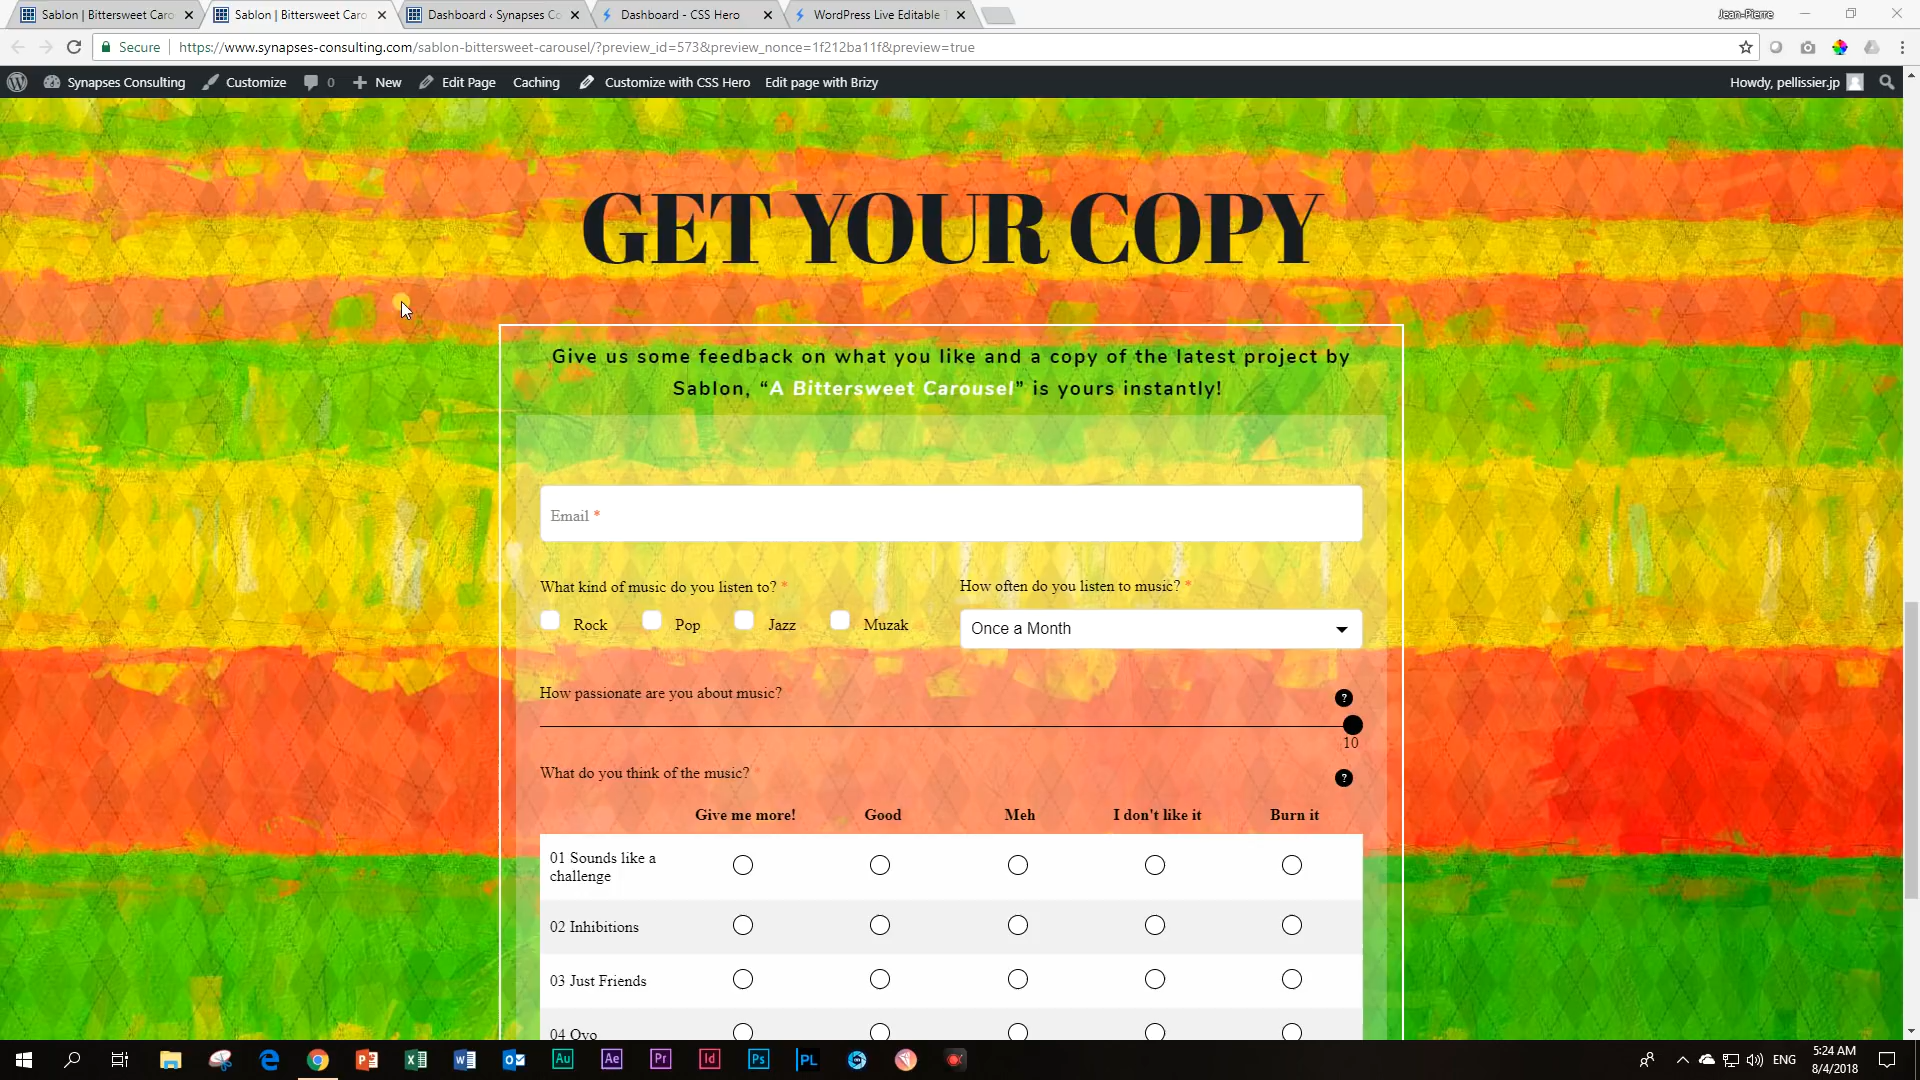 Sablon | Bittersweet Caro
Sablon | Bittersweet Caro
Dashboard ‹ Synapses Co
Dashboard - CSS Hero
WordPress Live Editable T
Jean-Pierre
Secure
https://www.synapses-consulting.com/sablon-bittersweet-carousel/?preview_id=573&preview_nonce=1f212ba11f&preview=true
Synapses Consulting
Customize
0
New
Edit Page
Caching
Customize with CSS Hero
Edit page with Brizy
Howdy, pellissier.jp
GET YOUR COPY
Give us some feedback on what you like and a copy of the latest project by
Sablon, “A Bittersweet Carousel” is yours instantly!
Email *
What kind of music do you listen to? *
Rock
Pop
Jazz
Muzak
How often do you listen to music? *
Once a Month
How passionate are you about music?
?
10
What do you think of the music? *
?
Give me more!
Good
Meh
I don't like it
Burn it
01 Sounds like a
challenge
02 Inhibitions
03 Just Friends
04 Ovo
Au
Ae
Pr
Id
Ps
PL
ENG
5:24 AM
8/4/2018